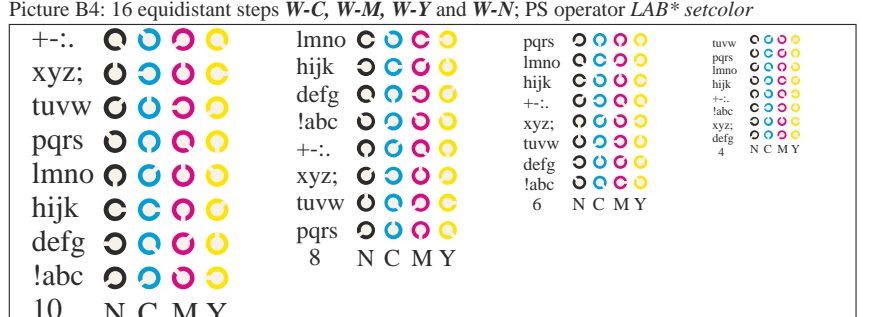 Picture B4: 16 equidistant steps W-C, W-M, W-Y and W-N; PS operator LAB* setcolor
+-:.
xyz;
tuvw
pqrs
lmno
hijk
defg
!abc
10 N C M Y
lmno
hijk
defg
!abc
+-:.
xyz;
tuvw
pqrs
8 N C M Y
pqrs
lmno
hijk
+-:.
xyz;
tuvw
defg
!abc
6 N C M Y
tuvw
pqrs
lmno
hijk
+-:.
!abc
xyz;
defg
4 N C M Y